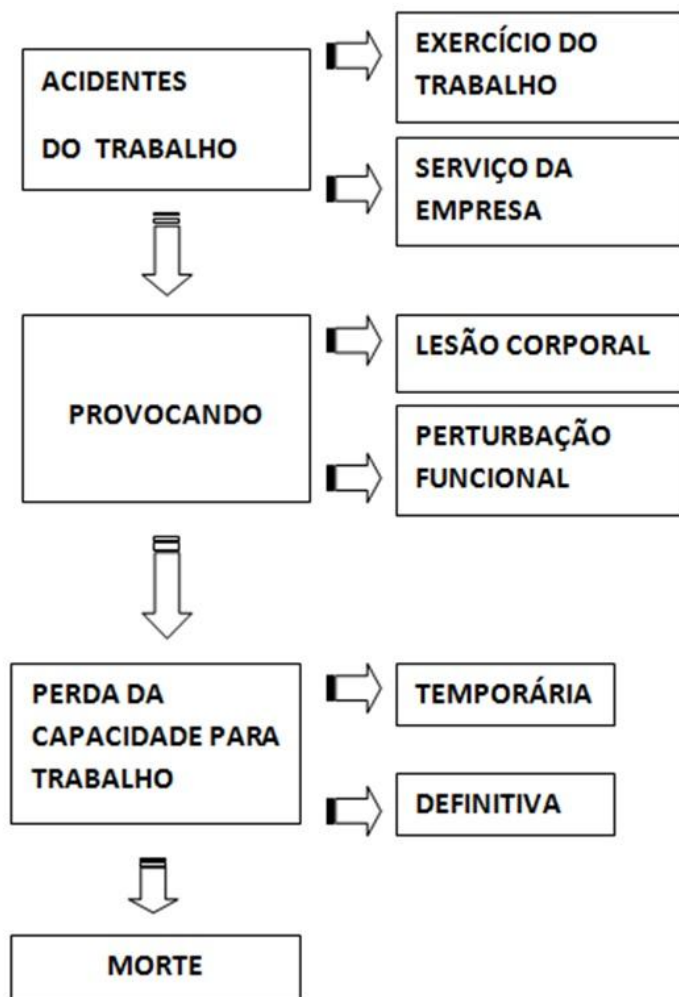 ACIDENTES
DO TRABALHO
EXERCÍCIO DO
TRABALHO
SERVIÇO DA
EMPRESA
PROVOCANDO
LESÃO CORPORAL
PERTURBAÇÃO
FUNCIONAL
PERDA DA
CAPACIDADE PARA
TRABALHO
TEMPORÁRIA
DEFINITIVA
MORTE